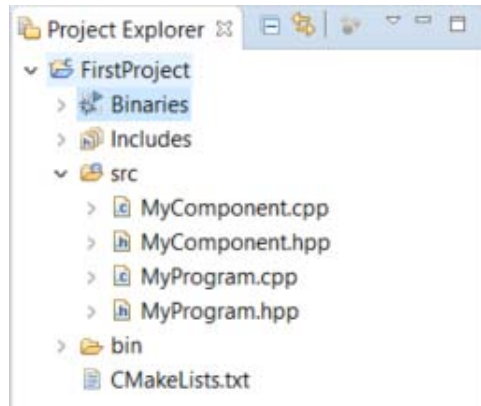 Project Explorer
FirstProject
Binaries
Includes
src
MyComponent.cpp
MyComponent.hpp
MyProgram.cpp
MyProgram.hpp
bin
CMakeLists.txt